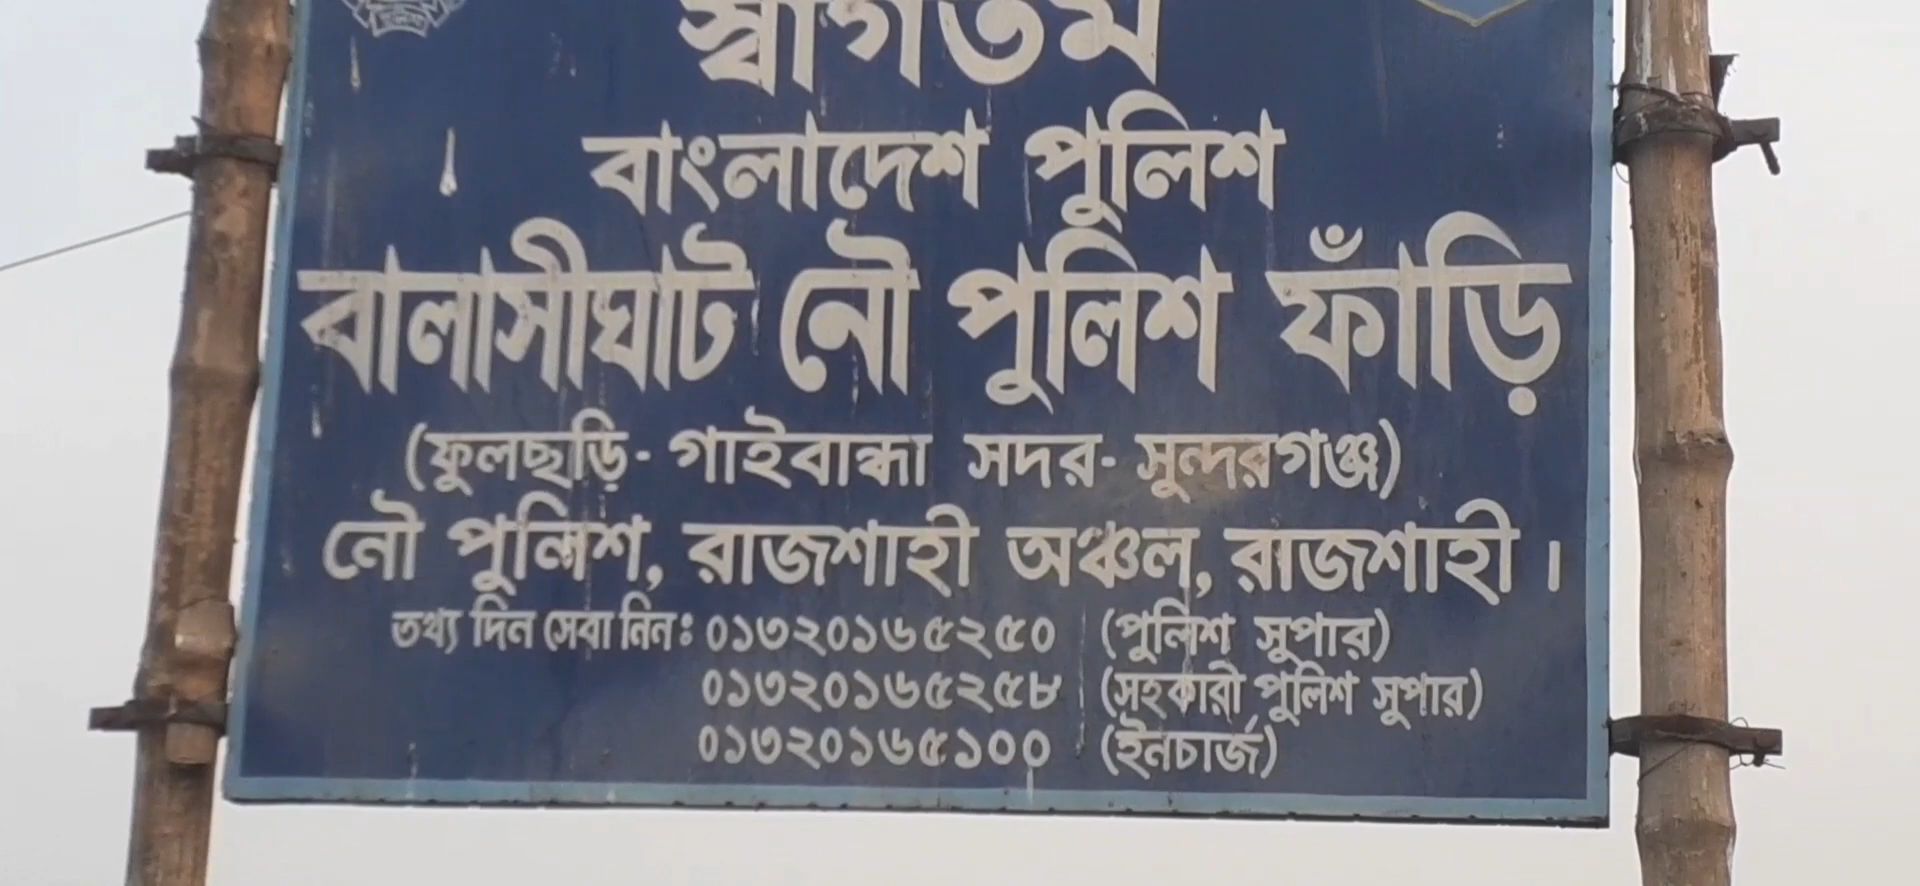 স্বাগতম
বাংলাদেশ পুলিশ
বালাসীঘাট নৌ পুলিশ ফাঁড়ি
(ফুলছড়ি- গাইবান্ধা সদর- সুন্দরগঞ্জ)
নৌ পুলিশ, রাজশাহী অঞ্চল, রাজশাহী।
তথ্য দিন সেবা নিনঃ ০১৩২০১৬৫২৫০ (পুলিশ সুপার)
০১৩২০১৬৫২৫৮ (সহকারী পুলিশ সুপার)
০১৩২০১৬৫১০০ (ইনচার্জ)